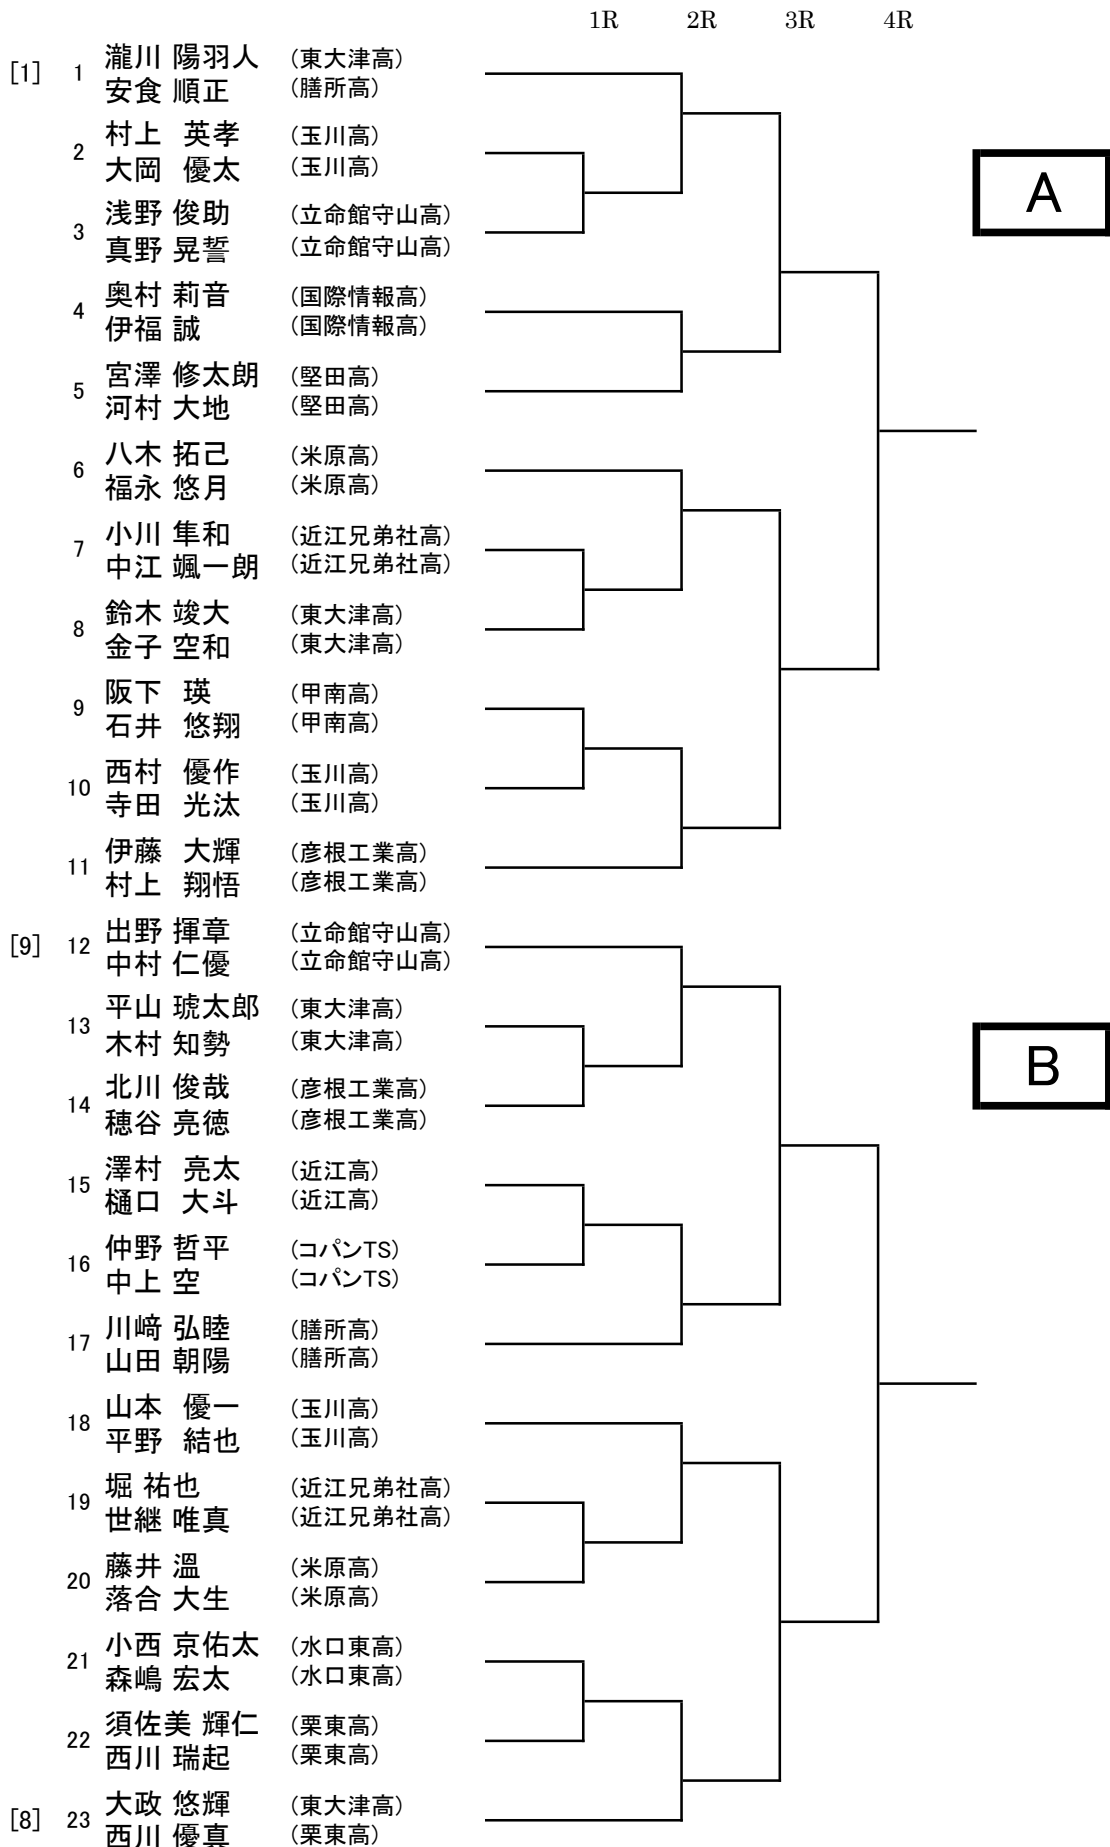 1R 2R 3R 4R
[1] 1 瀧川 陽羽人 (東大津高)
安食 順正 (膳所高)
2 村上 英孝 (玉川高)
大岡 優太 (玉川高)
A
3 浅野 俊助 (立命館守山高)
真野 晃誓 (立命館守山高)
4 奥村 莉音 (国際情報高)
伊福 誠 (国際情報高)
5 宮澤 修太朗 (堅田高)
河村 大地 (堅田高)
6 八木 拓己 (米原高)
福永 悠月 (米原高)
7 小川 隼和 (近江兄弟社高)
中江 颯一朗 (近江兄弟社高)
8 鈴木 竣大 (東大津高)
金子 空和 (東大津高)
9 阪下 瑛 (甲南高)
石井 悠翔 (甲南高)
10 西村 優作 (玉川高)
寺田 光汰 (玉川高)
11 伊藤 大輝 (彦根工業高)
村上 翔悟 (彦根工業高)
[9] 12 出野 揮章 (立命館守山高)
中村 仁優 (立命館守山高)
13 平山 琥太郎 (東大津高)
木村 知勢 (東大津高)
B
14 北川 俊哉 (彦根工業高)
穂谷 亮徳 (彦根工業高)
15 澤村 亮太 (近江高)
樋口 大斗 (近江高)
16 仲野 哲平 (コパンTS)
中上 空 (コパンTS)
17 川﨑 弘睦 (膳所高)
山田 朝陽 (膳所高)
18 山本 優一 (玉川高)
平野 結也 (玉川高)
19 堀 祐也 (近江兄弟社高)
世継 唯真 (近江兄弟社高)
20 藤井 溫 (米原高)
落合 大生 (米原高)
21 小西 京佑太 (水口東高)
森嶋 宏太 (水口東高)
22 須佐美 輝仁 (栗東高)
西川 瑞起 (栗東高)
[8] 23 大政 悠輝 (東大津高)
西川 優真 (栗東高)